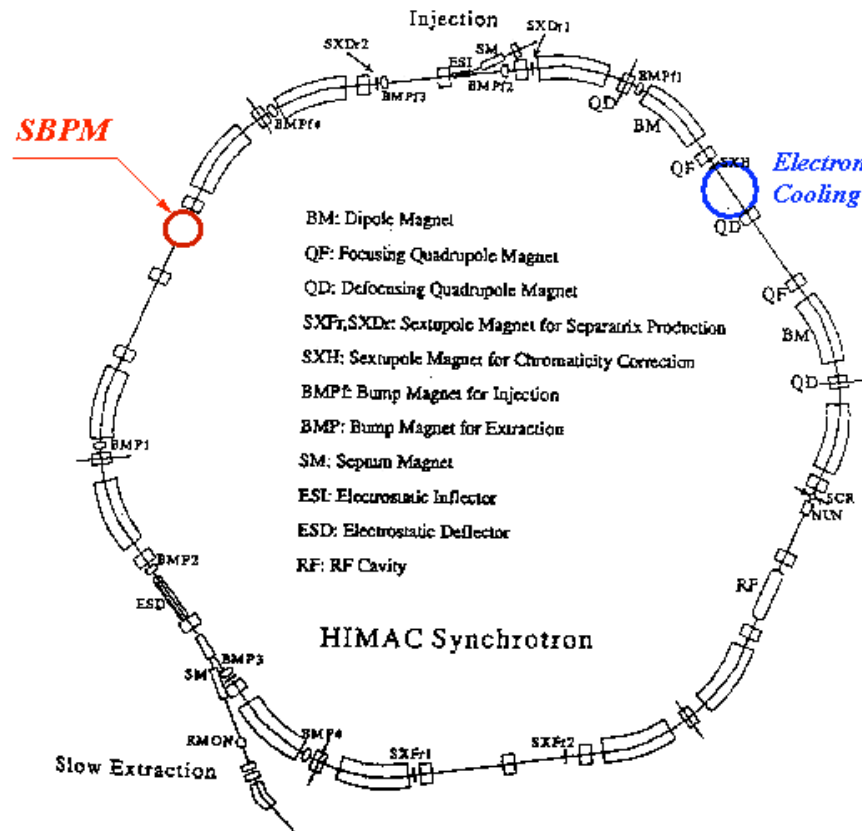 Injection
SXDr1
SXDr2
SM
ESI
BMPf3
BMPf2
BMPf1
QD
BM
BMPf4
SBPM
QF
SXH
Electron
Cooling
QD
BM: Dipole Magnet
QF: Focusing Quadrupole Magnet
QD: Defocusing Quadrupole Magnet
SXFr,SXDr: Sextupole Magnet for Separatrix Production
SXH: Sextupole Magnet for Chromaticity Correction
BMPf: Bump Magnet for Injection
BMP: Bump Magnet for Extraction
SM: Septum Magnet
ESI: Electrostatic Inflector
ESD: Electrostatic Deflector
RF: RF Cavity
QF
BM
QD
BMP1
SCR
NUN
BMP2
ESD
RF
HIMAC Synchrotron
BMP3
SM
RMON
BMP4
SXFr1
SXFr2
Slow Extraction